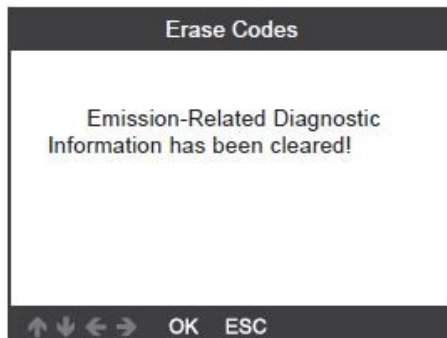 Erase Codes
Emission-Related Diagnostic
Information has been cleared!
OK ESC